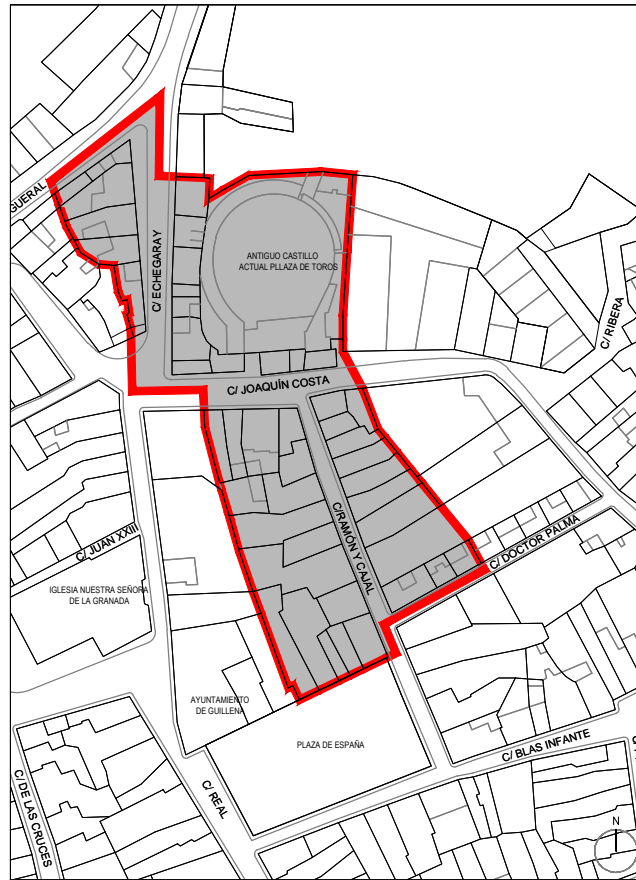 GUERAL
C/ ECHEGARAY
ANTIGUO CASTILLO
ACTUAL PLLAZA DE TOROS
C/ RIBERA
C/ JOAQUÍN COSTA
C/RAMÓN Y CAJAL
C/ DOCTOR PALMA
C/ JUAN XXIII
IGLESIA NUESTRA SEÑORA
DE LA GRANADA
AYUNTAMIENTO
DE GUILLENA
PLAZA DE ESPAÑA
C/ BLAS INFANTE
C/ REAL
C/ DE LAS CRUCES
N